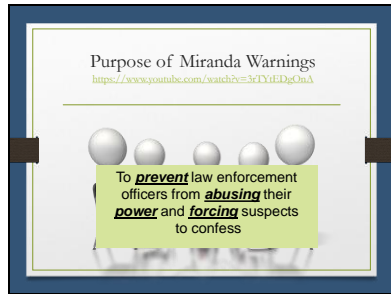 Purpose of Miranda Warnings
https://www.youtube.com/watch?v=3rTYtEDgOuA
To prevent law enforcement
officers from abusing their
power and forcing suspects
to confess